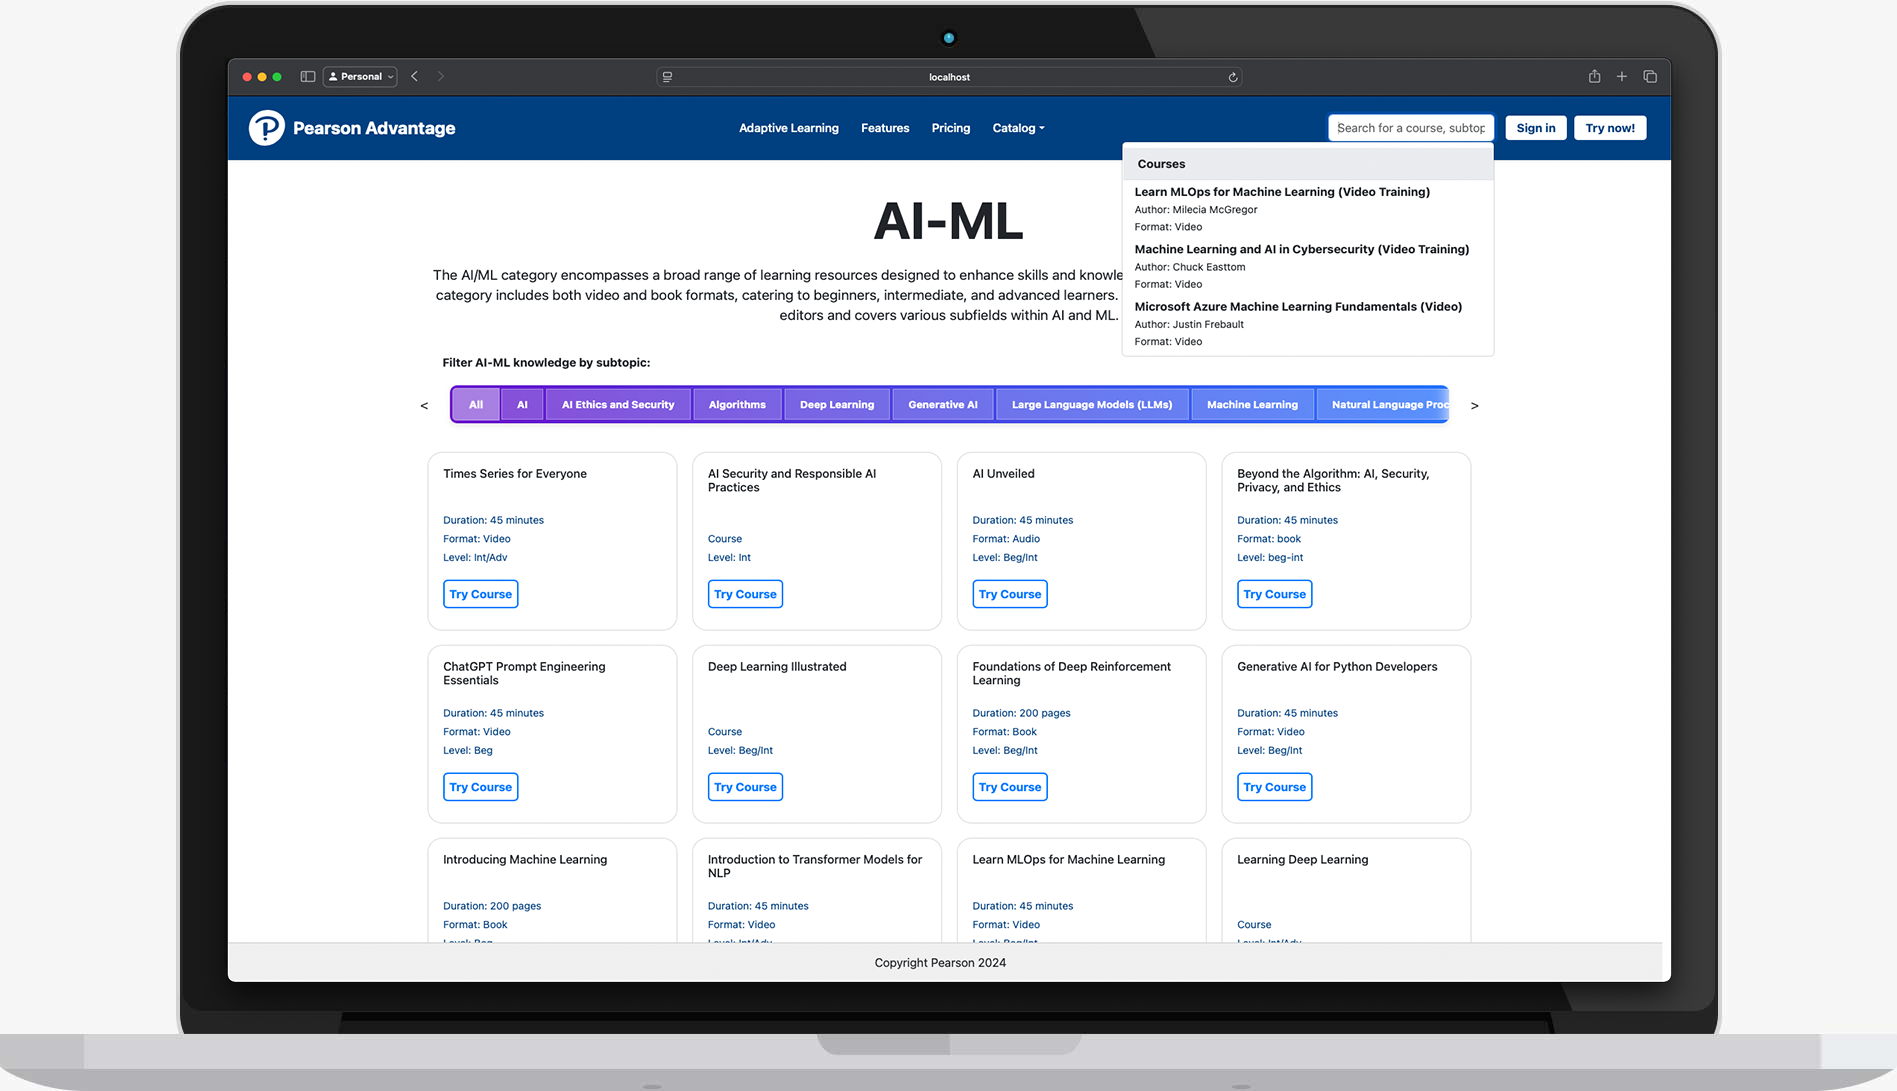 Personal
localhost
Pearson Advantage
Adaptive Learning
Features
Pricing
Catalog
Search for a course, subtop
Sign in
Try now!
Courses
Learn MLOps for Machine Learning (Video Training)
Author: Milecia McGregor
Format: Video
Machine Learning and AI in Cybersecurity (Video Training)
Author: Chuck Easttom
Format: Video
Microsoft Azure Machine Learning Fundamentals (Video)
Author: Justin Frebault
Format: Video
AI-ML
The AI/ML category encompasses a broad range of learning resources designed to enhance skills and knowle
category includes both video and book formats, catering to beginners, intermediate, and advanced learners.
editors and covers various subfields within AI and ML.
Filter AI-ML knowledge by subtopic:
<
All
AI
AI Ethics and Security
Algorithms
Deep Learning
Generative AI
Large Language Models (LLMs)
Machine Learning
Natural Language Proc
>
Times Series for Everyone
Duration: 45 minutes
Format: Video
Level: Int/Adv
Try Course
AI Security and Responsible AI
Practices
Course
Level: Int
Try Course
AI Unveiled
Duration: 45 minutes
Format: Audio
Level: Beg/Int
Try Course
Beyond the Algorithm: AI, Security,
Privacy, and Ethics
Duration: 45 minutes
Format: book
Level: beg-int
Try Course
ChatGPT Prompt Engineering
Essentials
Duration: 45 minutes
Format: Video
Level: Beg
Try Course
Deep Learning Illustrated
Course
Level: Beg/Int
Try Course
Foundations of Deep Reinforcement
Learning
Duration: 200 pages
Format: Book
Level: Beg/Int
Try Course
Generative AI for Python Developers
Duration: 45 minutes
Format: Video
Level: Beg/Int
Try Course
Introducing Machine Learning
Duration: 200 pages
Format: Book
Level: Beg
Introduction to Transformer Models for
NLP
Duration: 45 minutes
Format: Video
Level: Int/Adv
Learn MLOps for Machine Learning
Duration: 45 minutes
Format: Video
Level: Beg/Int
Learning Deep Learning
Course
Level: Int/Adv
Copyright Pearson 2024